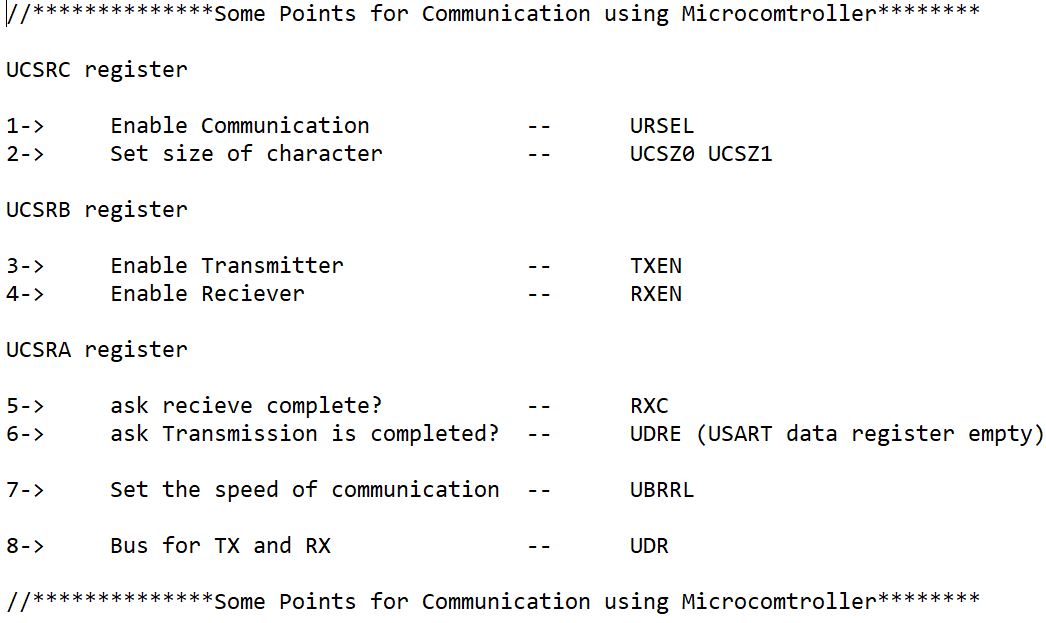 //**************Some Points for Communication using Microcomtroller********
UCSRC register
1-> Enable Communication -- URSEL
2-> Set size of character -- UCSZ0 UCSZ1
UCSRB register
3-> Enable Transmitter -- TXEN
4-> Enable Reciever -- RXEN
UCSRA register
5-> ask recieve complete? -- RXC
6-> ask Transmission is completed? -- UDRE (USART data register empty)
7-> Set the speed of communication -- UBRRL
8-> Bus for TX and RX -- UDR
//**************Some Points for Communication using Microcomtroller********